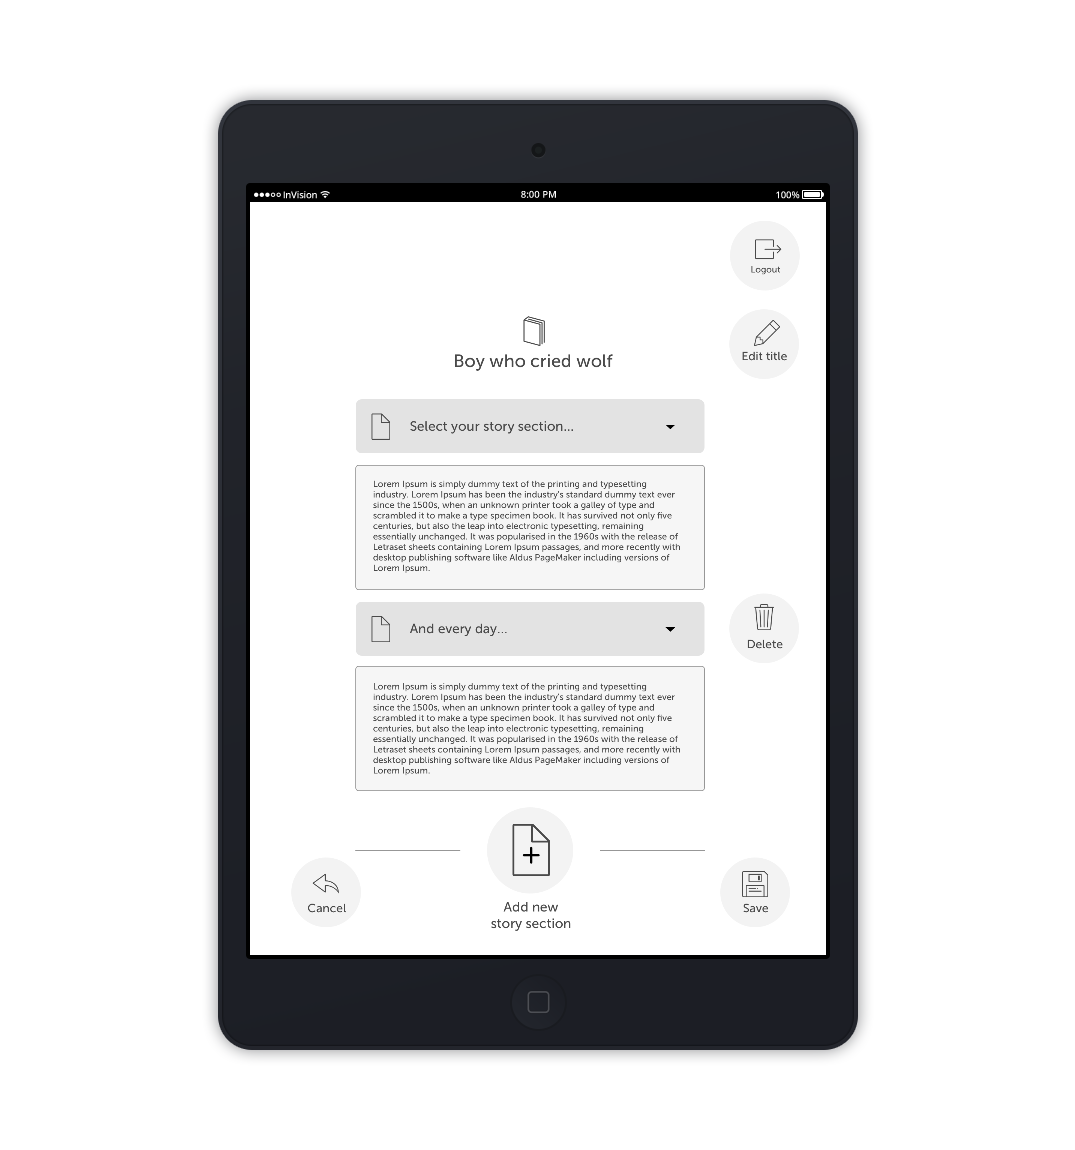 InVision
8:00 PM
100%
Logout
Edit title
Boy who cried wolf
Select your story section...
Lorem Ipsum is simply dummy text of the printing and typesetting
industry. Lorem Ipsum has been the industry's standard dummy text ever
since the 1500s, when an unknown printer took a galley of type and
scrambled it to make a type specimen book. It has survived not only five
centuries, but also the leap into electronic typesetting, remaining
essentially unchanged. It was popularised in the 1960s with the release of
Letraset sheets containing Lorem Ipsum passages, and more recently with
desktop publishing software like Aldus PageMaker including versions of
Lorem Ipsum.
And every day...
Delete
Lorem Ipsum is simply dummy text of the printing and typesetting
industry. Lorem Ipsum has been the industry's standard dummy text ever
since the 1500s, when an unknown printer took a galley of type and
scrambled it to make a type specimen book. It has survived not only five
centuries, but also the leap into electronic typesetting, remaining
essentially unchanged. It was popularised in the 1960s with the release of
Letraset sheets containing Lorem Ipsum passages, and more recently with
desktop publishing software like Aldus PageMaker including versions of
Lorem Ipsum.
Cancel
Add new
story section
Save